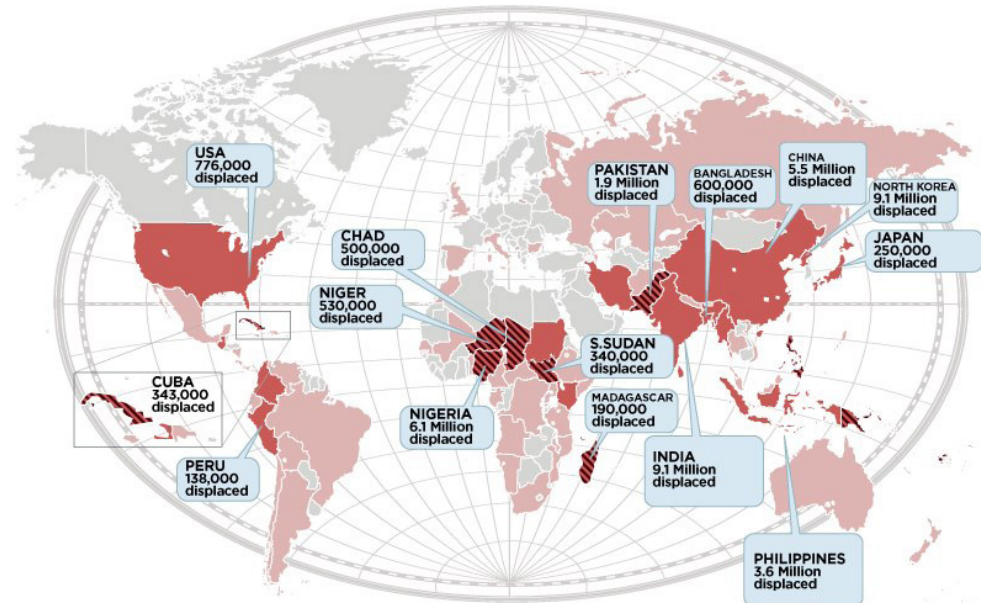 USA
776,000
displaced
PAKISTAN
1.9 Million
displaced
BANGLADESH
600,000
displaced
CHINA
5.5 Million
displaced
NORTH KOREA
9.1 Million
displaced
JAPAN
250,000
displaced
CHAD
500,000
displaced
NIGER
530,000
displaced
S.SUDAN
340,000
displaced
CUBA
343,000
displaced
NIGERIA
6.1 Million
displaced
MADAGASCAR
190,000
displaced
PERU
138,000
displaced
INDIA
9.1 Million
displaced
PHILIPPINES
3.6 Million
displaced